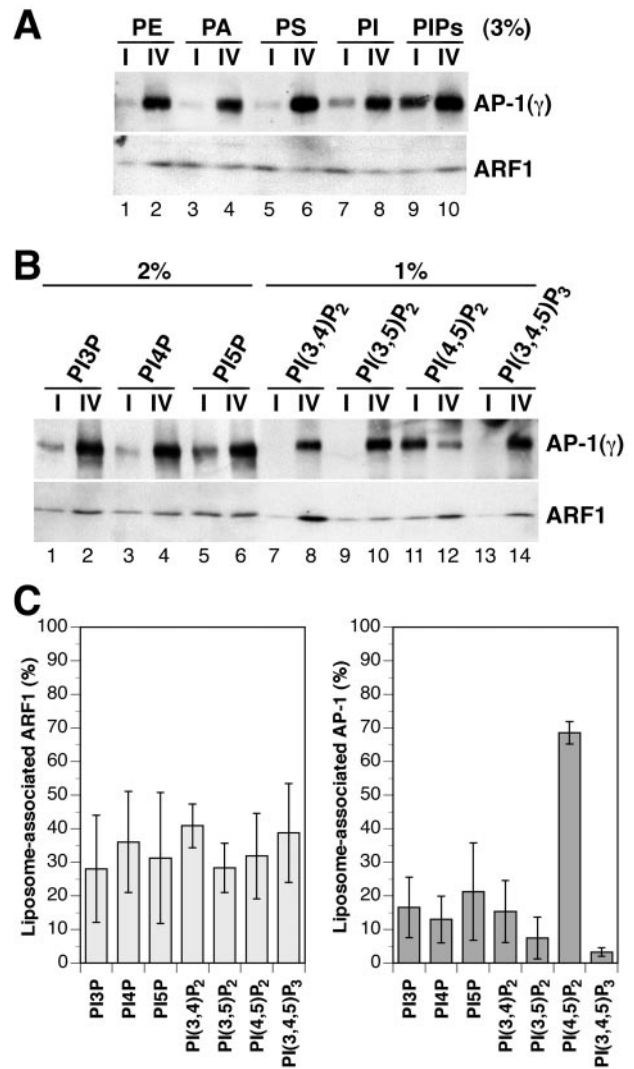 A
PE PA PS PI PIPs (3%)
I IV I IV I IV I IV I IV
AP-1(γ)
ARF1
1 2 3 4 5 6 7 8 9 10
B
2% 1%
PI3P PI4P PI5P PI(3,4)P2 PI(3,5)P2 PI(4,5)P2 PI(3,4,5)P3
I IV I IV I IV I IV I IV I IV I IV
AP-1(γ)
ARF1
1 2 3 4 5 6 7 8 9 10 11 12 13 14
C
Liposome-associated ARF1 (%)
100
90
80
70
60
50
40
30
20
10
0
PI3P PI4P PI5P PI(3,4)P2 PI(3,5)P2 PI(4,5)P2 PI(3,4,5)P3
Liposome-associated AP-1 (%)
100
90
80
70
60
50
40
30
20
10
0
PI3P PI4P PI5P PI(3,4)P2 PI(3,5)P2 PI(4,5)P2 PI(3,4,5)P3